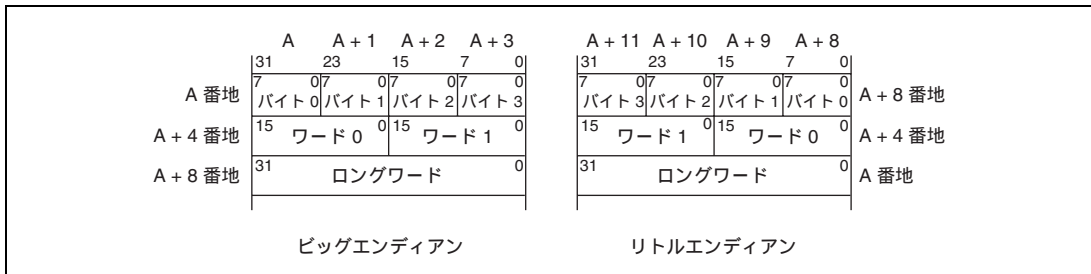 A A + 1 A + 2 A + 3
31 23 15 7 0
A 番地 7 0 7 0 7 0 7 0
バイト 0 バイト 1 バイト 2 バイト 3
A + 4 番地 15 ワード 0 0 15 ワード 1 0
A + 8 番地 31 ロングワード 0
ビッグエンディアン
A + 11 A + 10 A + 9 A + 8
31 23 15 7 0
7 0 7 0 7 0 7 0 A + 8 番地
バイト 3 バイト 2 バイト 1 バイト 0
15 ワード 1 0 15 ワード 0 0 A + 4 番地
31 ロングワード 0 A 番地
リトルエンディアン